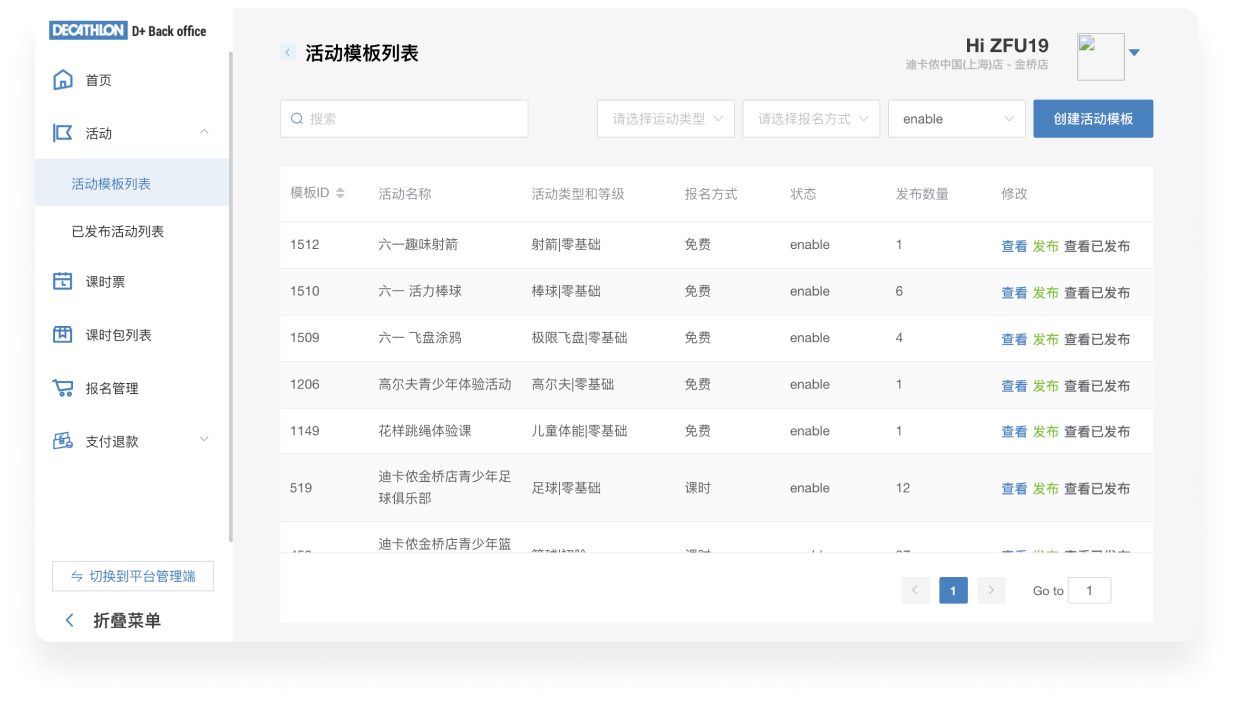 DECATHLON D+ Back office
首页
活动
活动模板列表
已发布活动列表
课时票
课时包列表
报名管理
支付退款
切换到平台管理端
折叠菜单
活动模板列表
Hi ZFU19
迪卡侬中国(上海)店 - 金桥店
搜索 请选择运动类型 请选择报名方式 enable 创建活动模板
模板ID 活动名称 活动类型和等级 报名方式 状态 发布数量 修改
1512 六一趣味射箭 射箭|零基础 免费 enable 1 查看 发布 查看已发布
1510 六一 活力棒球 棒球|零基础 免费 enable 6 查看 发布 查看已发布
1509 六一 飞盘涂鸦 极限飞盘|零基础 免费 enable 4 查看 发布 查看已发布
1206 高尔夫青少年体验活动 高尔夫|零基础 免费 enable 1 查看 发布 查看已发布
1149 花样跳绳体验课 儿童体能|零基础 免费 enable 1 查看 发布 查看已发布
519 迪卡侬金桥店青少年足 足球|零基础 课时 enable 12 查看 发布 查看已发布
球俱乐部
迪卡侬金桥店青少年篮
1 Go to 1